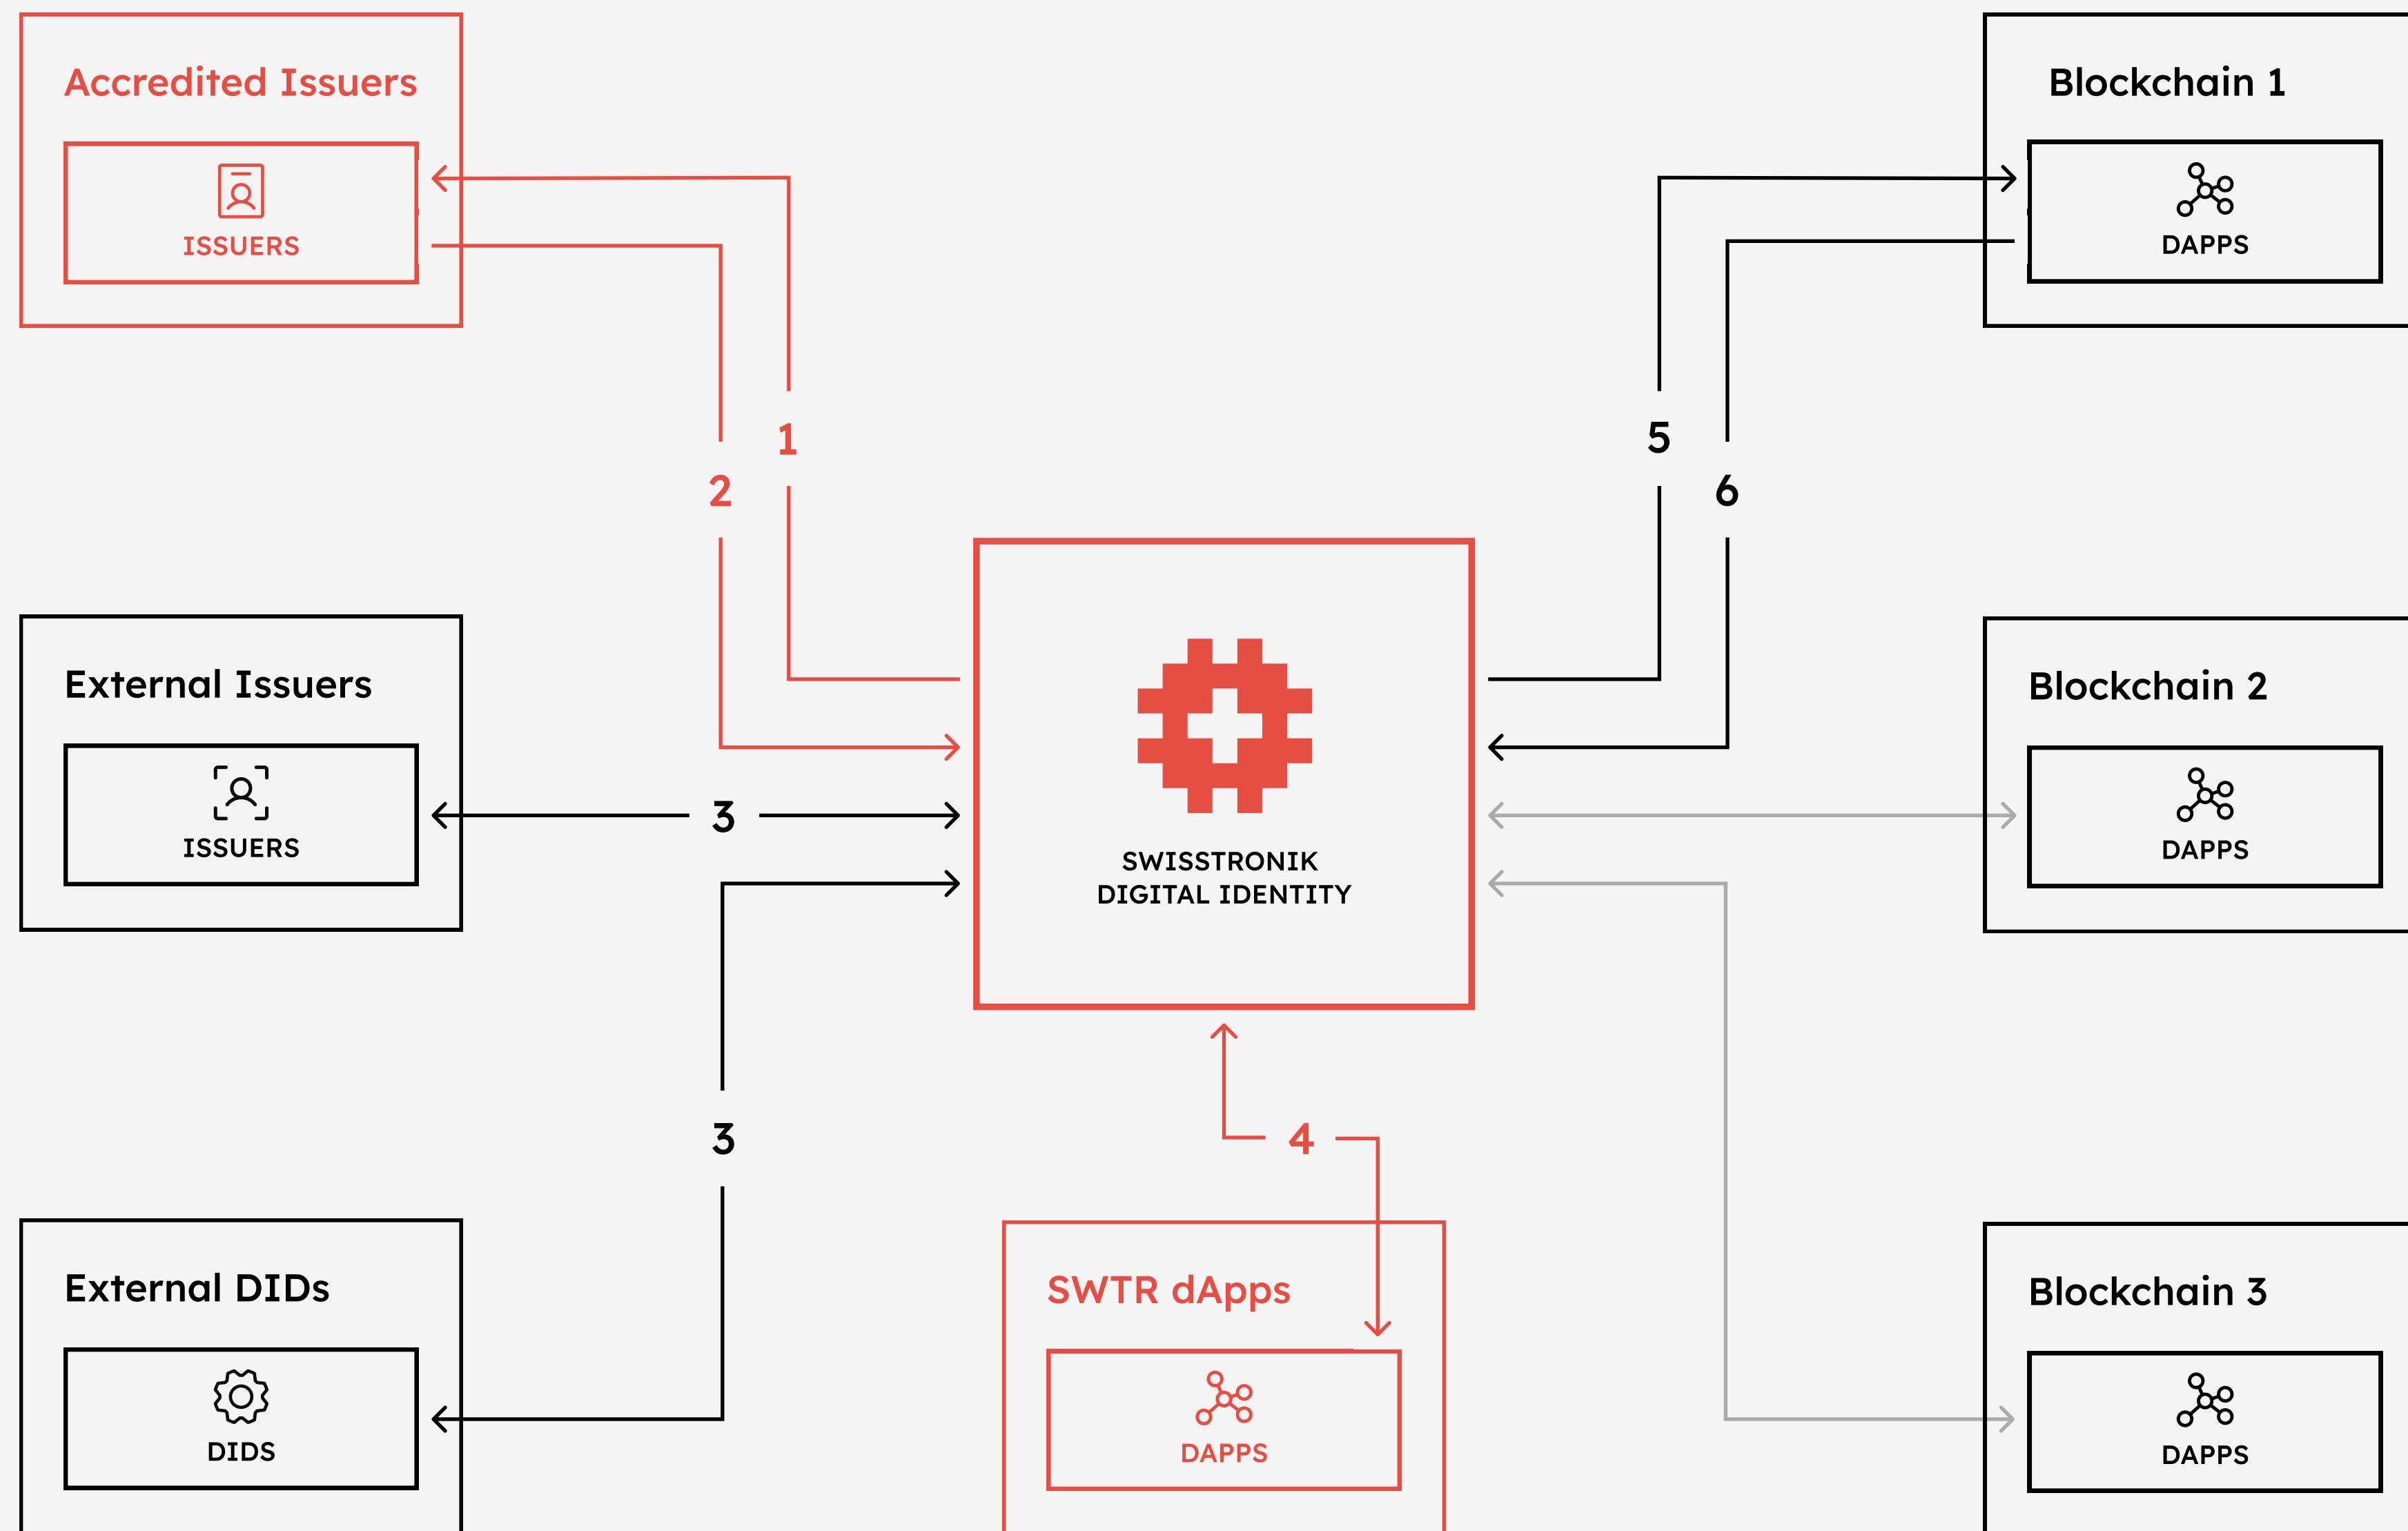 Accredited Issuers
ISSUERS
Blockchain 1
DAPPS
1
2
5
6
External Issuers
ISSUERS
3
SWISSTRONIK
DIGITAL IDENTITY
Blockchain 2
DAPPS
3
4
External DIDs
DIDS
SWTR dApps
DAPPS
Blockchain 3
DAPPS